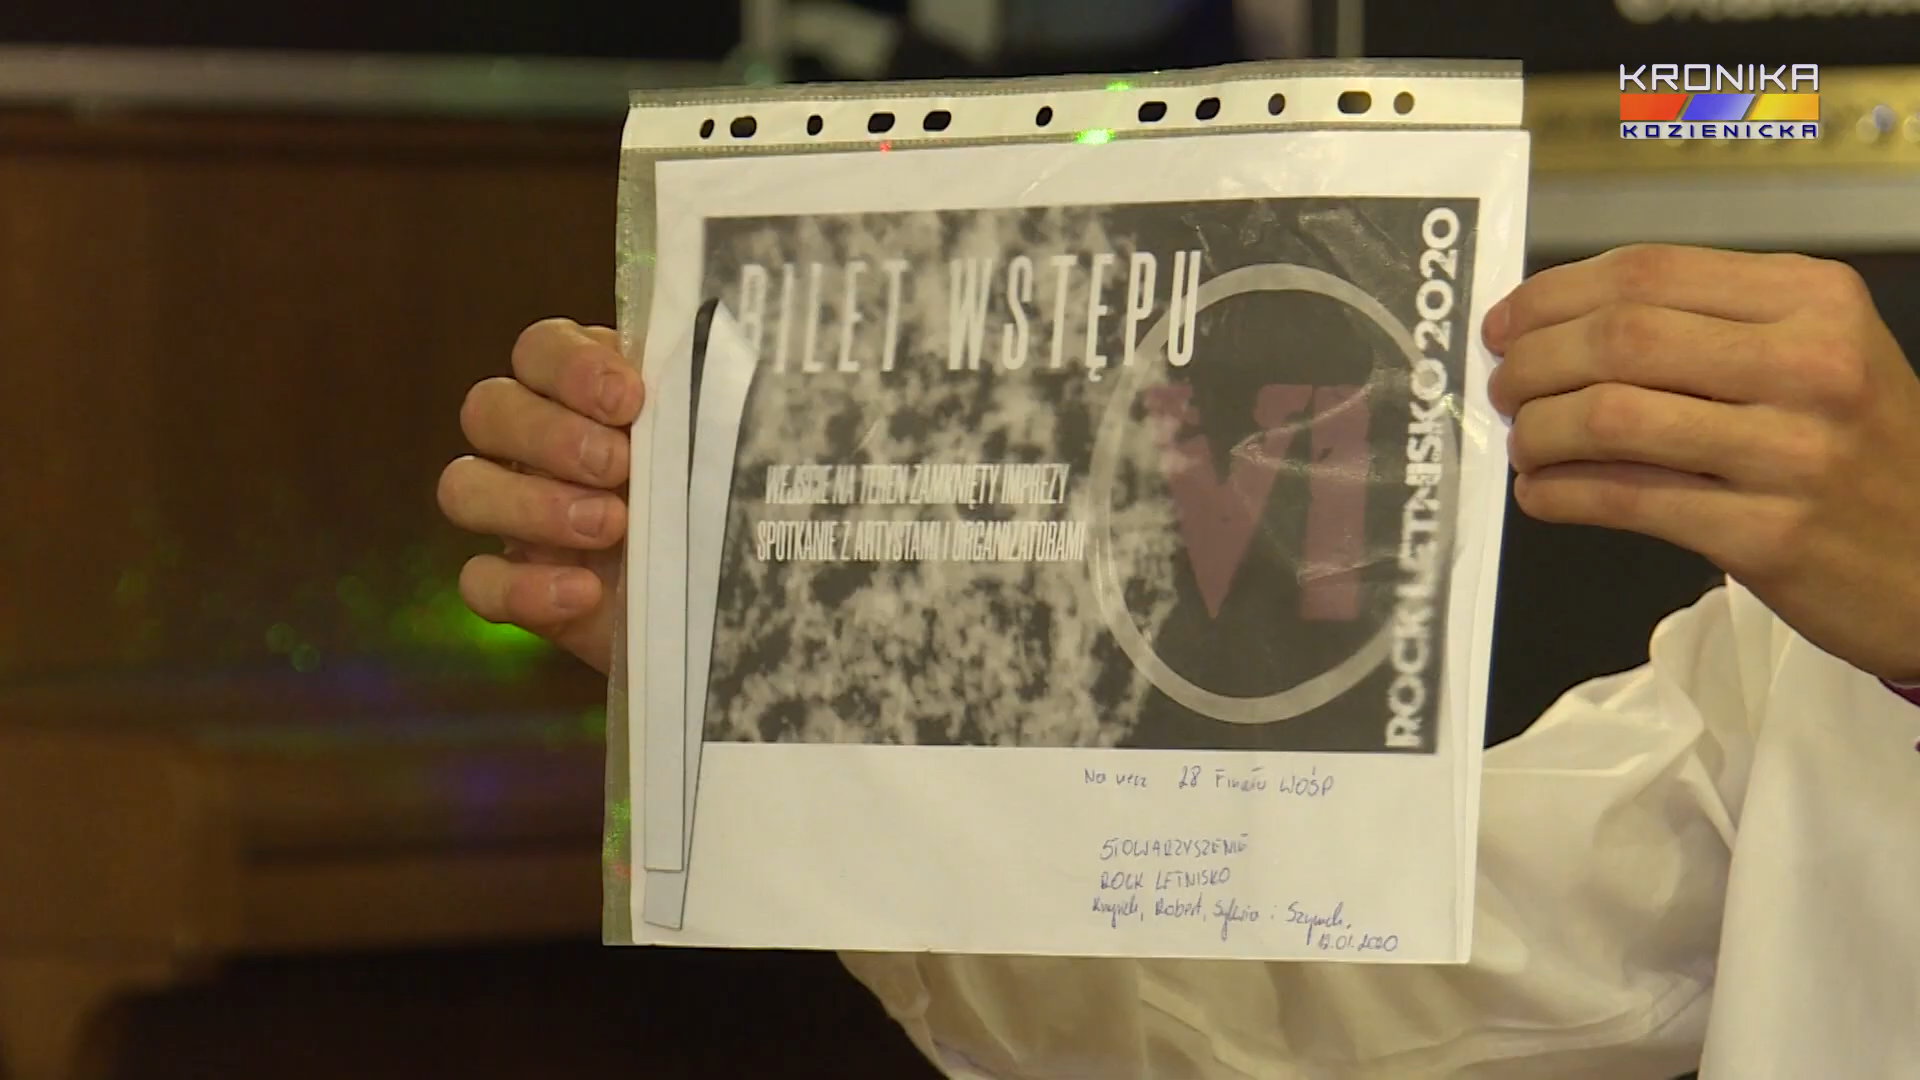 KRONIKA
KOZIENICKA
BILET WSTĘPU
VI
ROCK LETNISKO 2020
WEJŚCIE NA TEREN ZAMKNIĘTY IMPREZY
SPOTKANIE Z ARTYSTAMI I ORGANIZATORAMI
Na rzecz 28 Finału WOŚP
STOWARZYSZENIE
ROCK LETNISKO
Robert, Sylwia i
12.01.2020